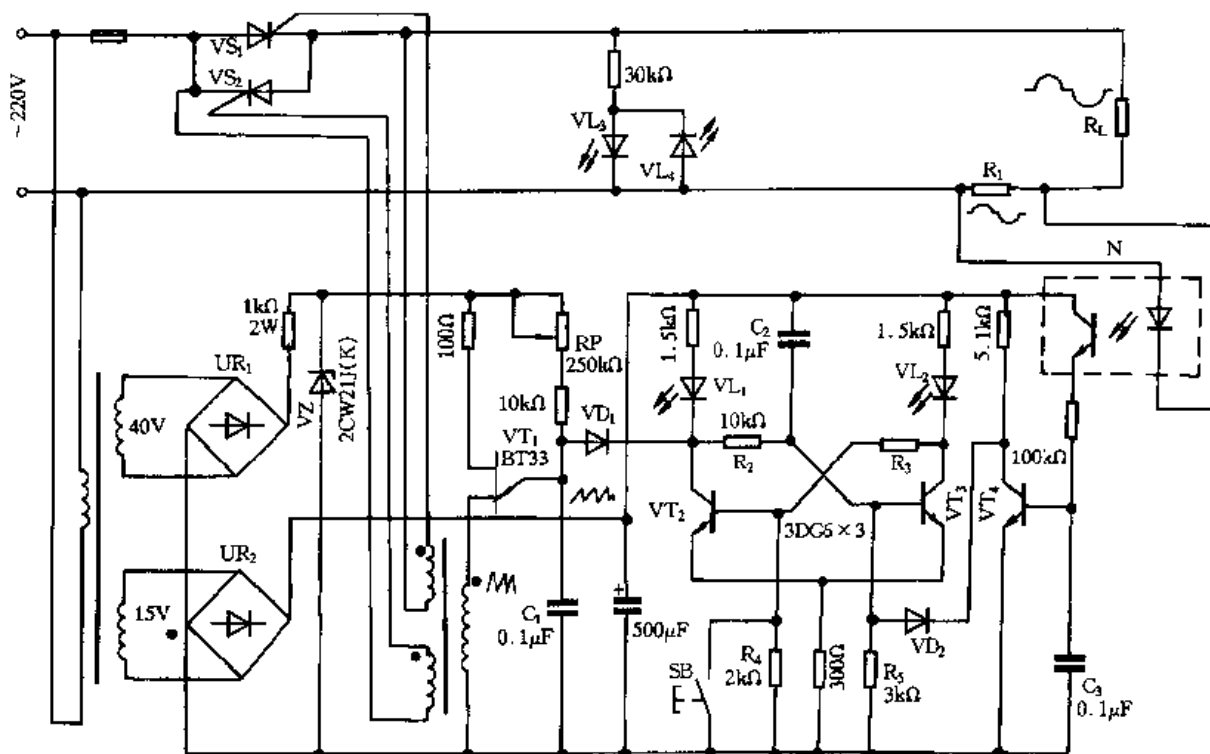 VS₁
VS₂
~220V
30kΩ
VL₃
VL₄
R_L
R₁
N
1kΩ
2W
UR₁
40V
VZ
2CW21J(K)
100Ω
RP
250kΩ
10kΩ
VD₁
VT₁
BT33
1.5kΩ
VL₁
C₂
0.1μF
10kΩ
R₂
1.5kΩ
VL₂
5.1kΩ
R₃
100kΩ
VT₂
3DG6×3
VT₃
VT₄
UR₂
15V
C₁
0.1μF
+
500μF
SB
R₄
2kΩ
300Ω
R₅
3kΩ
VD₂
C₃
0.1μF